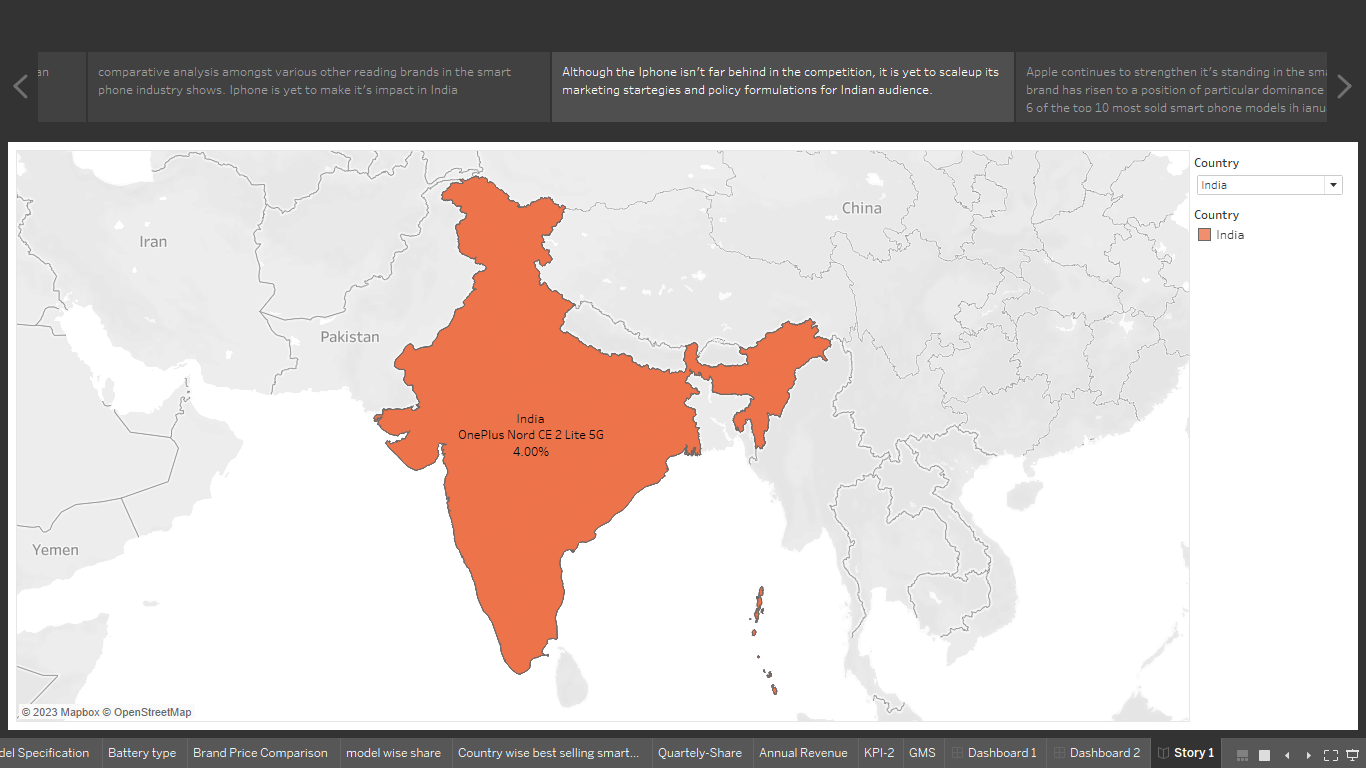 an
comparative analysis amongst various other reading brands in the smart
phone industry shows. Iphone is yet to make it's impact in India
Although the Iphone isn't far behind in the competition, it is yet to scaleup its
marketing startegies and policy formulations for Indian audience.
Apple continues to strengthen it's standing in the sma
brand has risen to a position of particular dominance
6 of the top 10 most sold smart phone models ih
Country
India
Country
India
China
Iran
Pakistan
India
OnePlus Nord CE 2 Lite 5G
4.00%
Yemen
© 2023 Mapbox © OpenStreetMap
del Specification
Battery type
Brand Price Comparison
model wise share
Country wise best selling smart...
Quartely-Share
Annual Revenue
KPI-2
GMS
Dashboard 1
Dashboard 2
Story 1